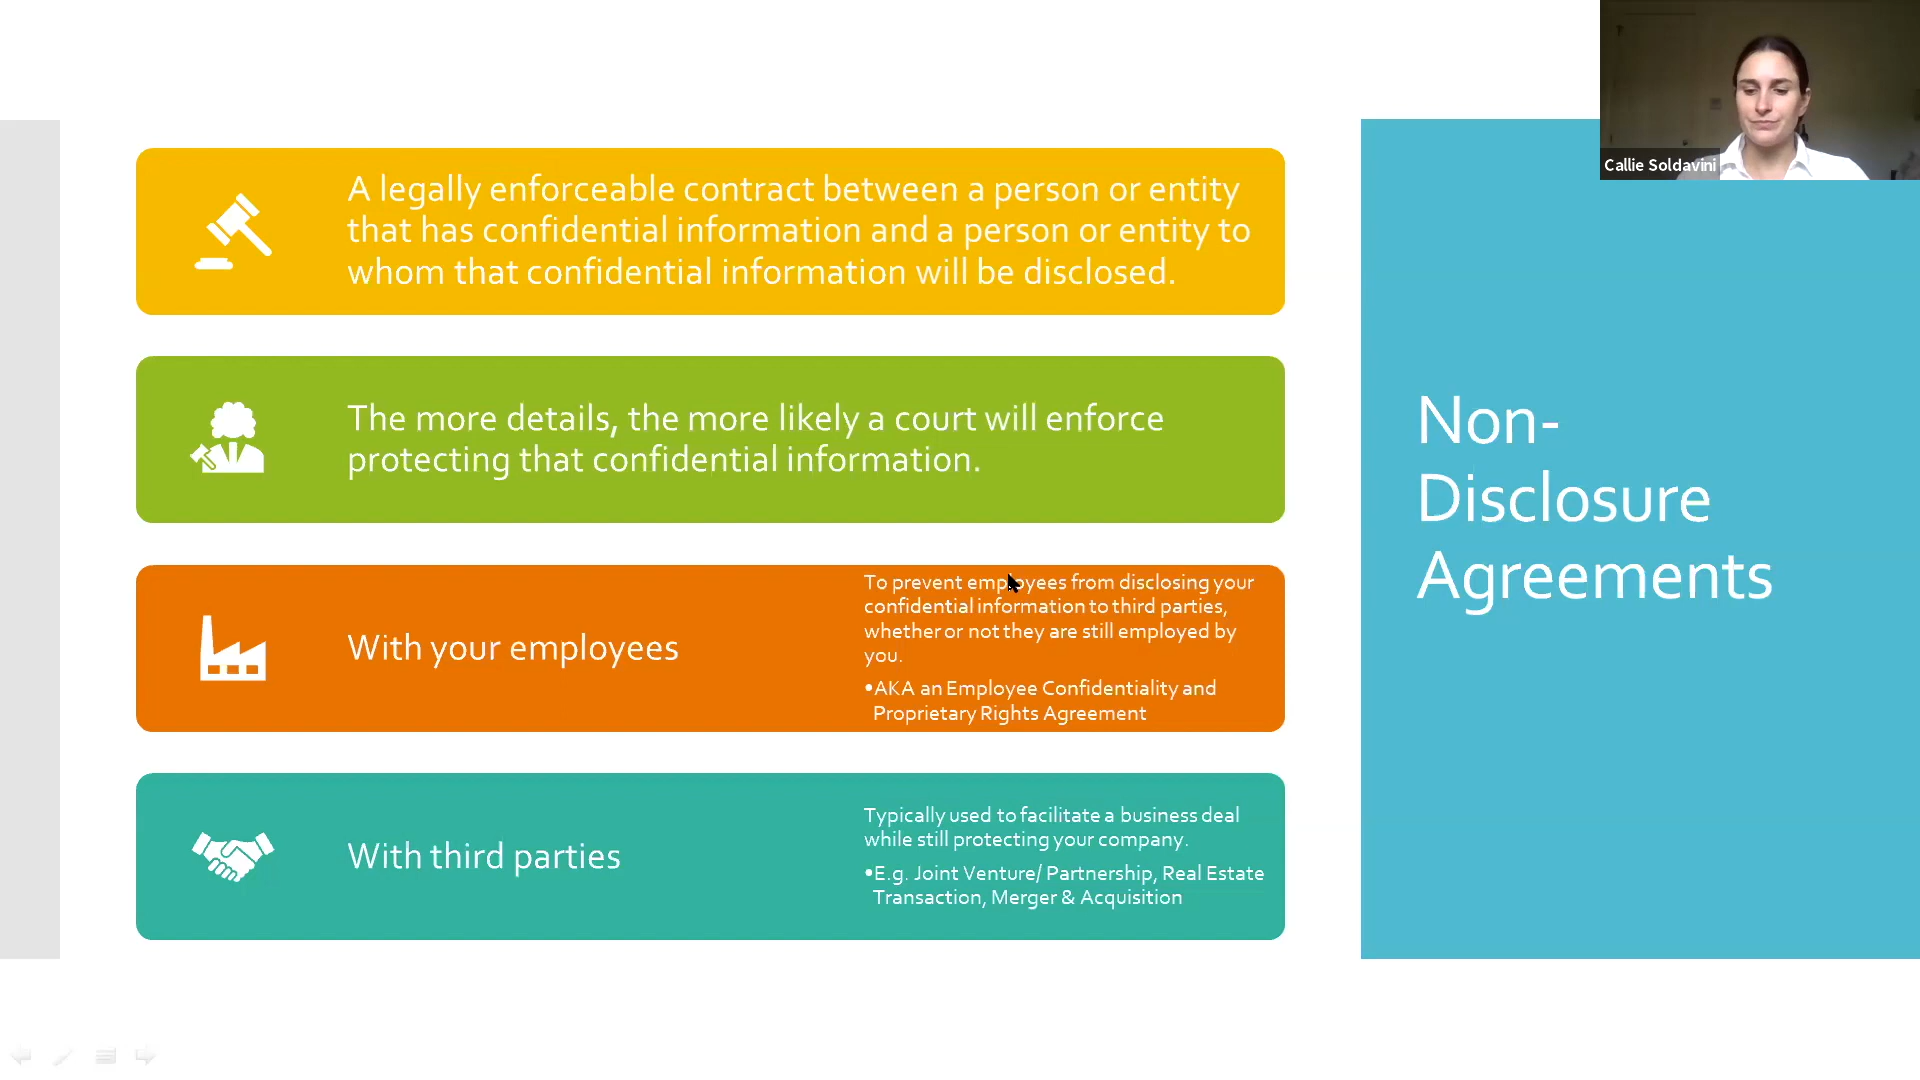 Callie Soldavini
A legally enforceable contract between a person or entity
that has confidential information and a person or entity to
whom that confidential information will be disclosed.
The more details, the more likely a court will enforce
protecting that confidential information.
With your employees
To prevent employees from disclosing your
confidential information to third parties,
whether or not they are still employed by
you.
•AKA an Employee Confidentiality and
Proprietary Rights Agreement
With third parties
Typically used to facilitate a business deal
while still protecting your company.
•E.g. Joint Venture/ Partnership, Real Estate
Transaction, Merger & Acquisition
Non-
Disclosure
Agreements